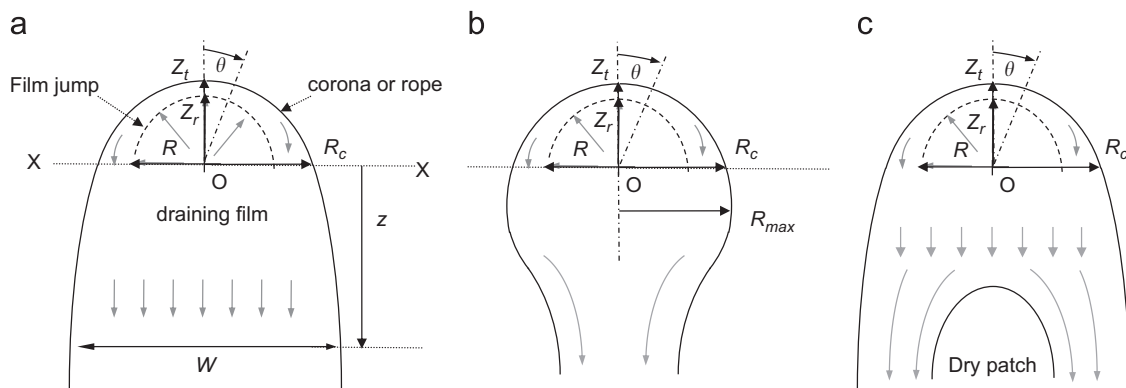 a
Z_t
θ
Film jump
corona or rope
Z_r
R
R_c
X
X
O
draining film
z
W
b
Z_t
θ
Z_r
R
R_c
O
R_max
c
Z_t
θ
Z_r
R
R_c
O
Dry patch